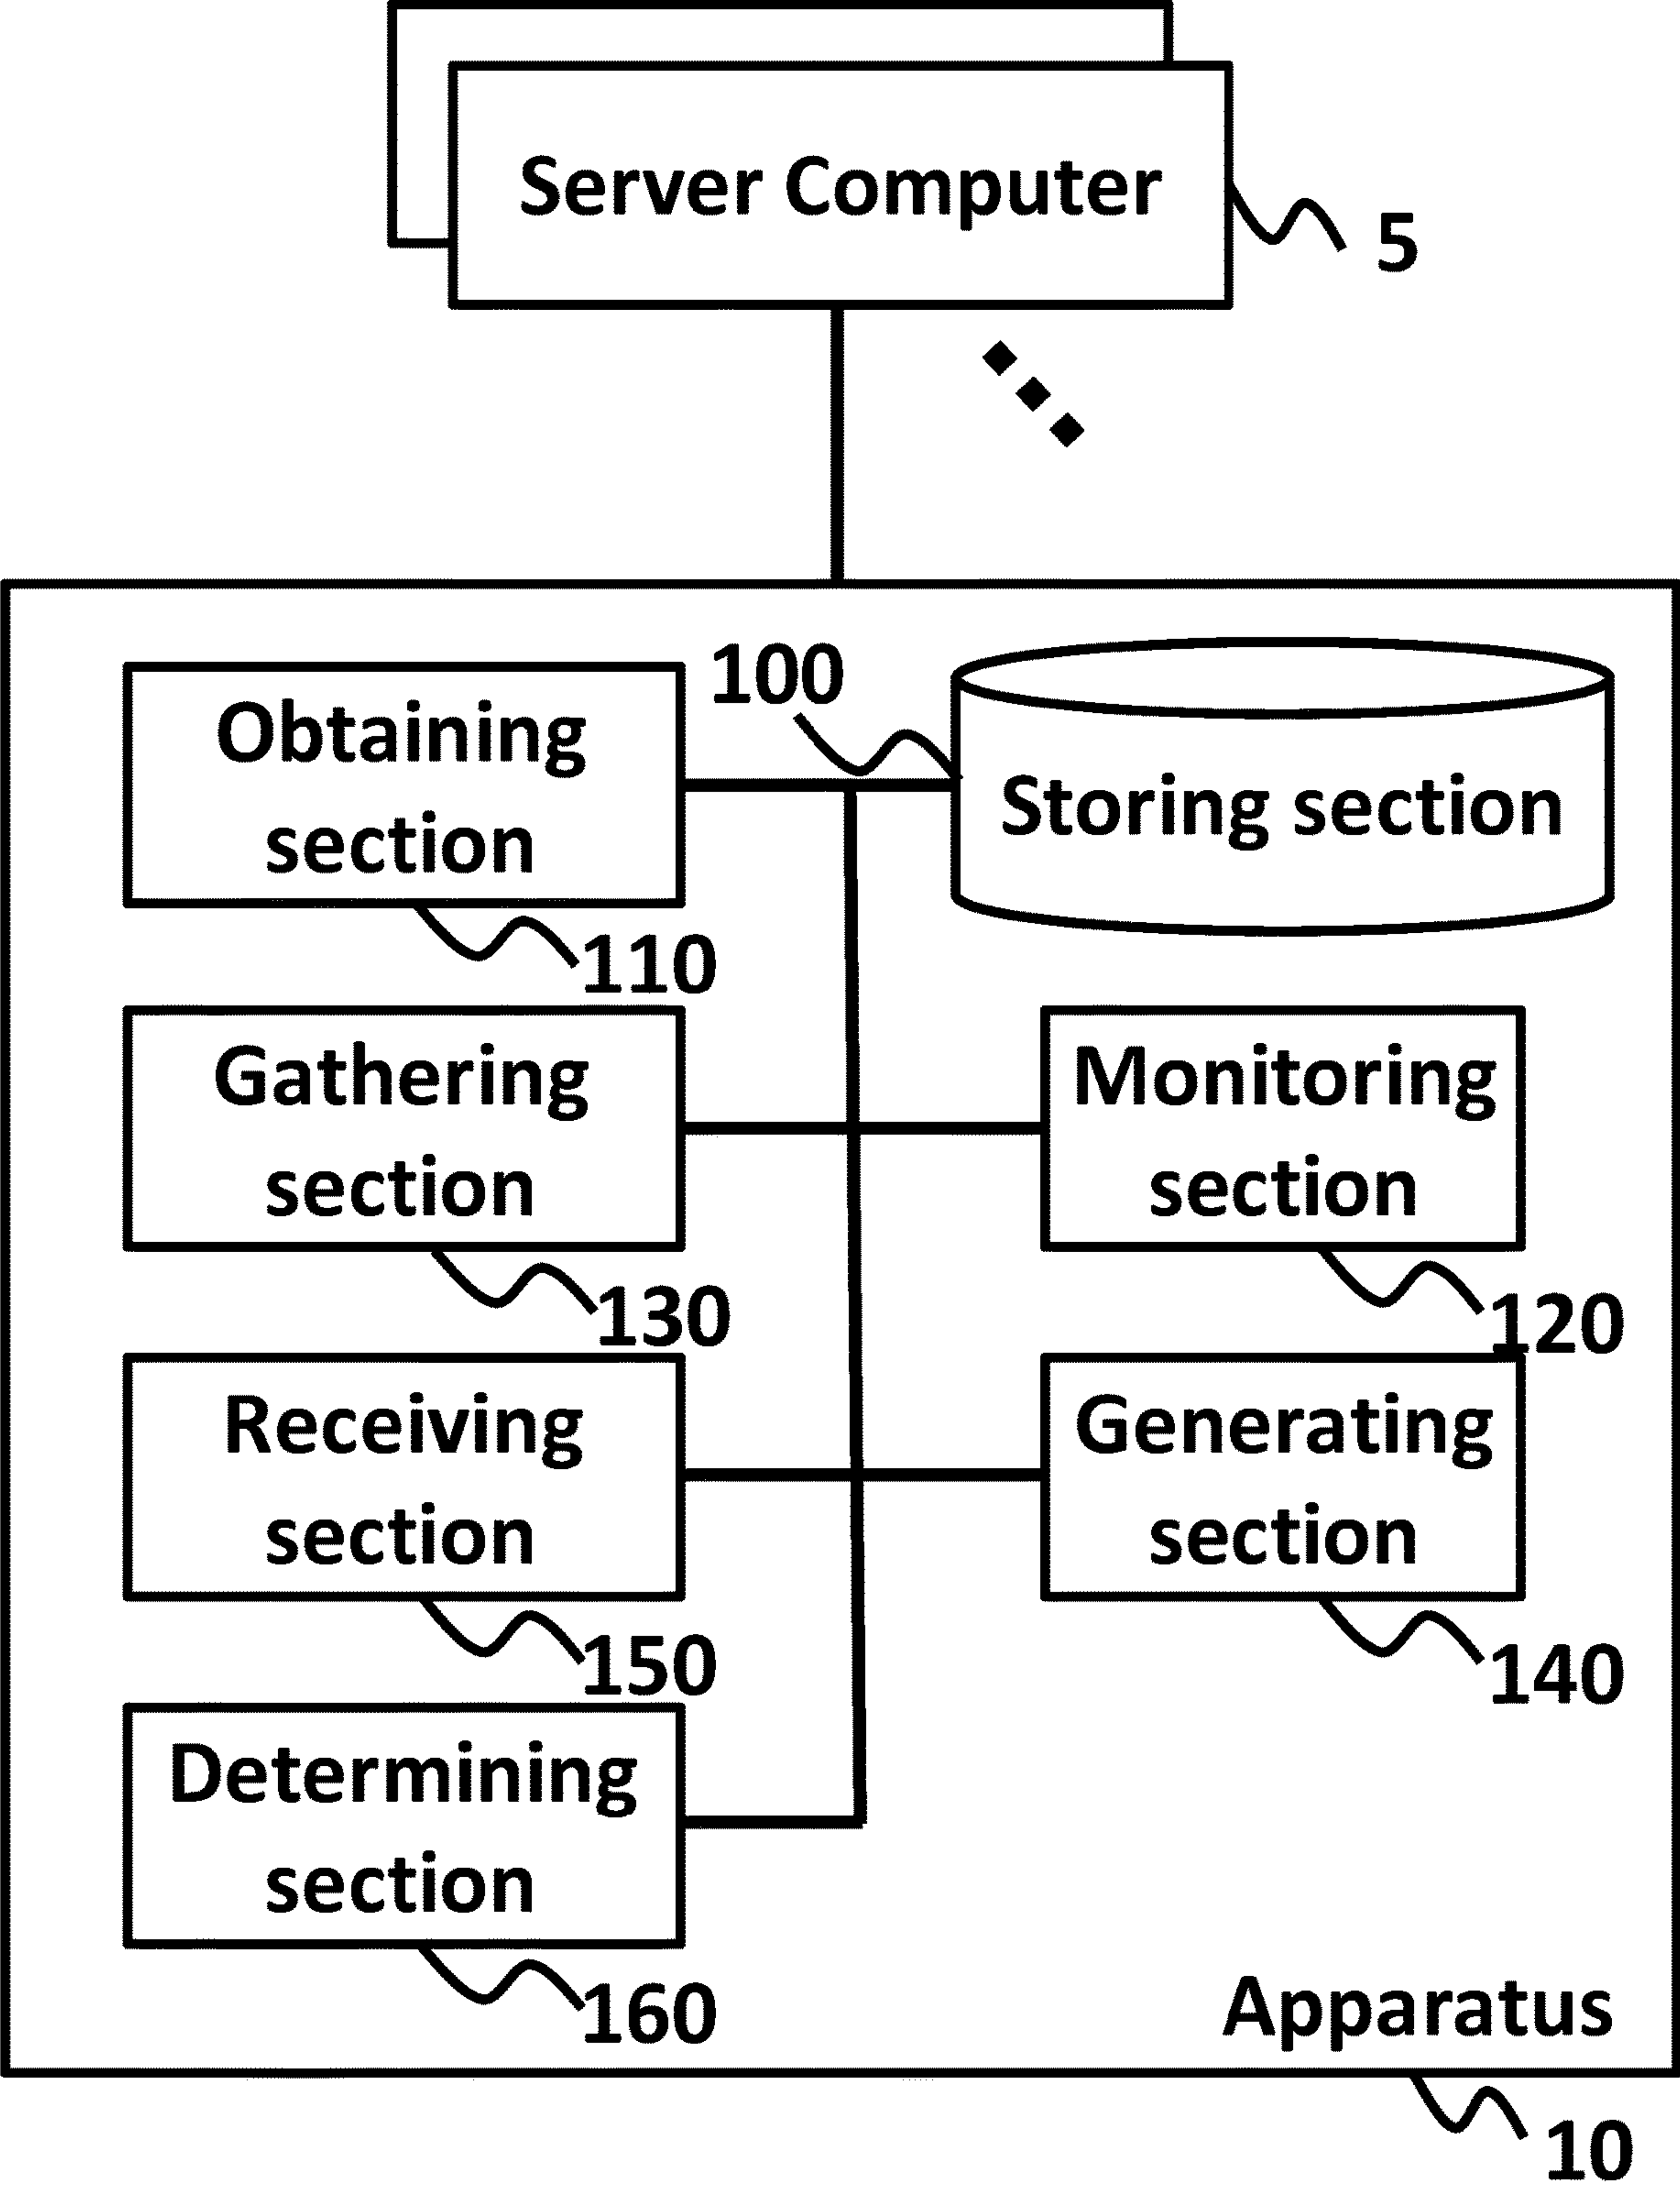 Server Computer
5
100
Obtaining
section
Storing section
110
Gathering
section
Monitoring
section
130
120
Receiving
section
Generating
section
150
140
Determining
section
160
Apparatus
10